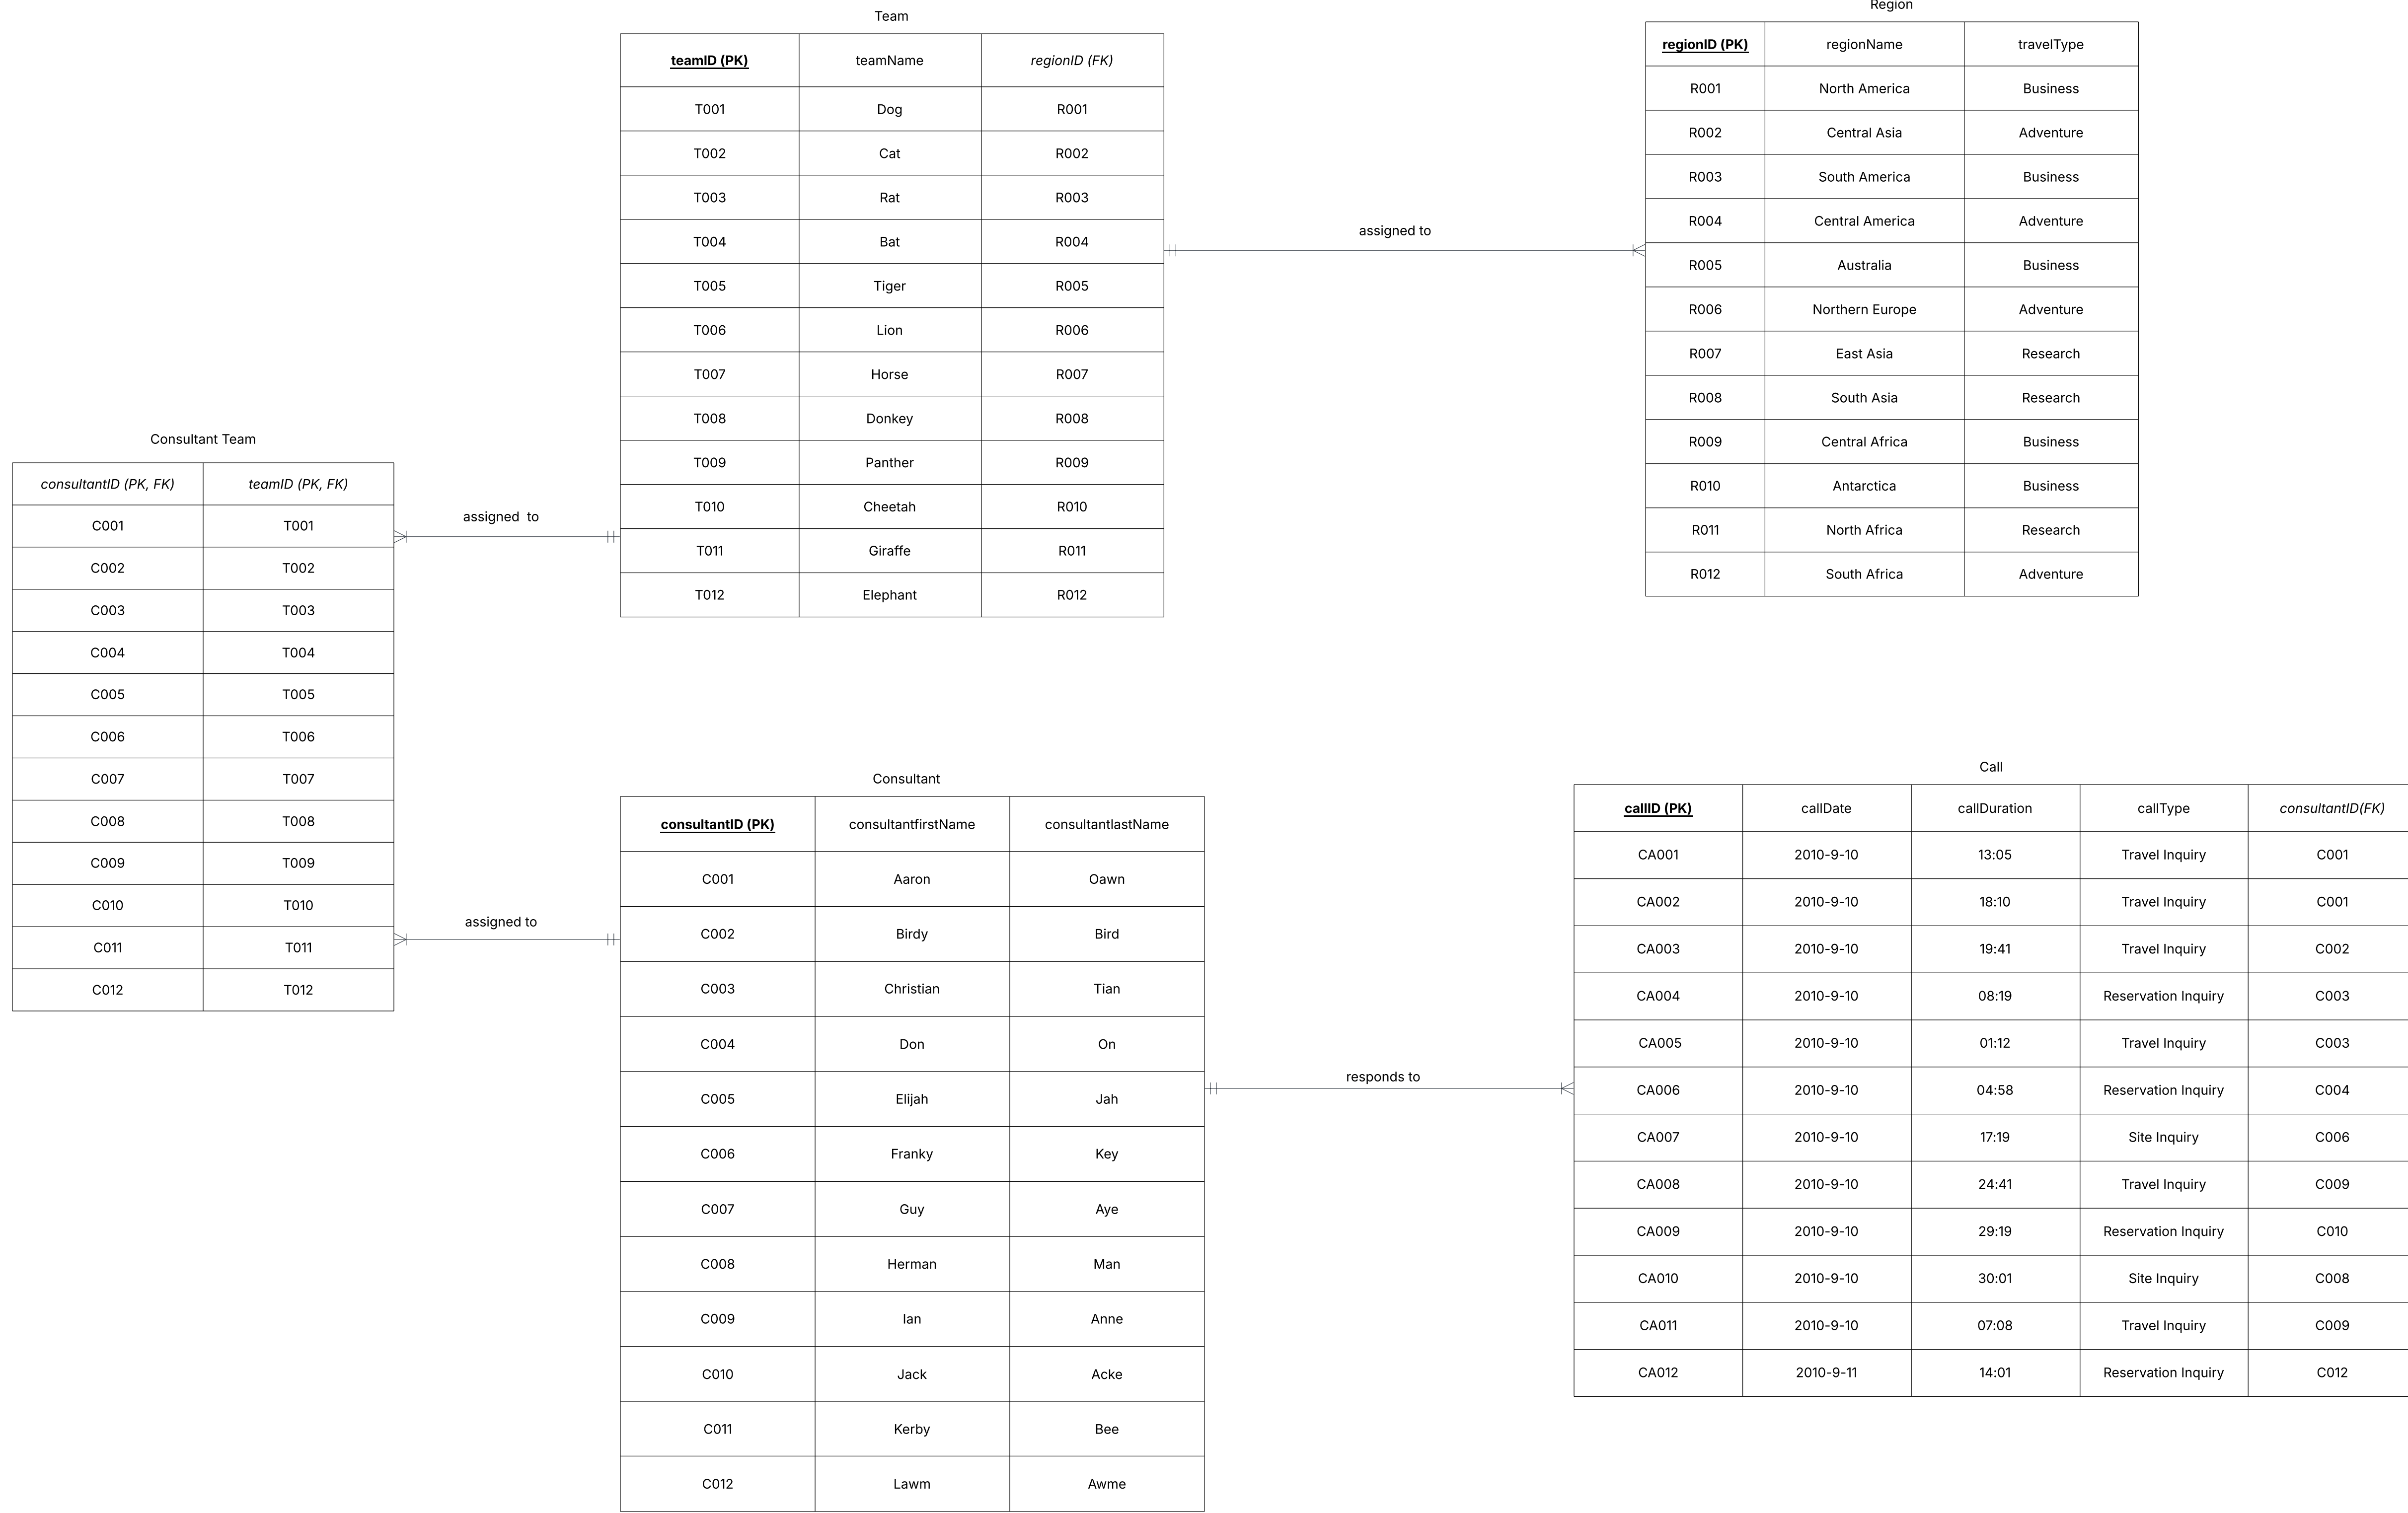 Team
teamID (PK) teamName regionID (FK)
T001 Dog R001
T002 Cat R002
T003 Rat R003
T004 Bat R004
T005 Tiger R005
T006 Lion R006
T007 Horse R007
T008 Donkey R008
T009 Panther R009
T010 Cheetah R010
T011 Giraffe R011
T012 Elephant R012
assigned to
Region
regionID (PK) regionName travelType
R001 North America Business
R002 Central Asia Adventure
R003 South America Business
R004 Central America Adventure
R005 Australia Business
R006 Northern Europe Adventure
R007 East Asia Research
R008 South Asia Research
R009 Central Africa Business
R010 Antarctica Business
R011 North Africa Research
R012 South Africa Adventure
Consultant Team
consultantID (PK, FK) teamID (PK, FK)
C001 T001
C002 T002
C003 T003
C004 T004
C005 T005
C006 T006
C007 T007
C008 T008
C009 T009
C010 T010
C011 T011
C012 T012
assigned to
assigned to
Consultant
consultantID (PK) consultantfirstName consultantlastName
C001 Aaron Oawn
C002 Birdy Bird
C003 Christian Tian
C004 Don On
C005 Elijah Jah
C006 Franky Key
C007 Guy Aye
C008 Herman Man
C009 Ian Anne
C010 Jack Acke
C011 Kerby Bee
C012 Lawm Awme
responds to
Call
callID (PK) callDate callDuration callType consultantID(FK)
CA001 2010-9-10 13:05 Travel Inquiry C001
CA002 2010-9-10 18:10 Travel Inquiry C001
CA003 2010-9-10 19:41 Travel Inquiry C002
CA004 2010-9-10 08:19 Reservation Inquiry C003
CA005 2010-9-10 01:12 Travel Inquiry C003
CA006 2010-9-10 04:58 Reservation Inquiry C004
CA007 2010-9-10 17:19 Site Inquiry C006
CA008 2010-9-10 24:41 Travel Inquiry C009
CA009 2010-9-10 29:19 Reservation Inquiry C010
CA010 2010-9-10 30:01 Site Inquiry C008
CA011 2010-9-10 07:08 Travel Inquiry C009
CA012 2010-9-11 14:01 Reservation Inquiry C012